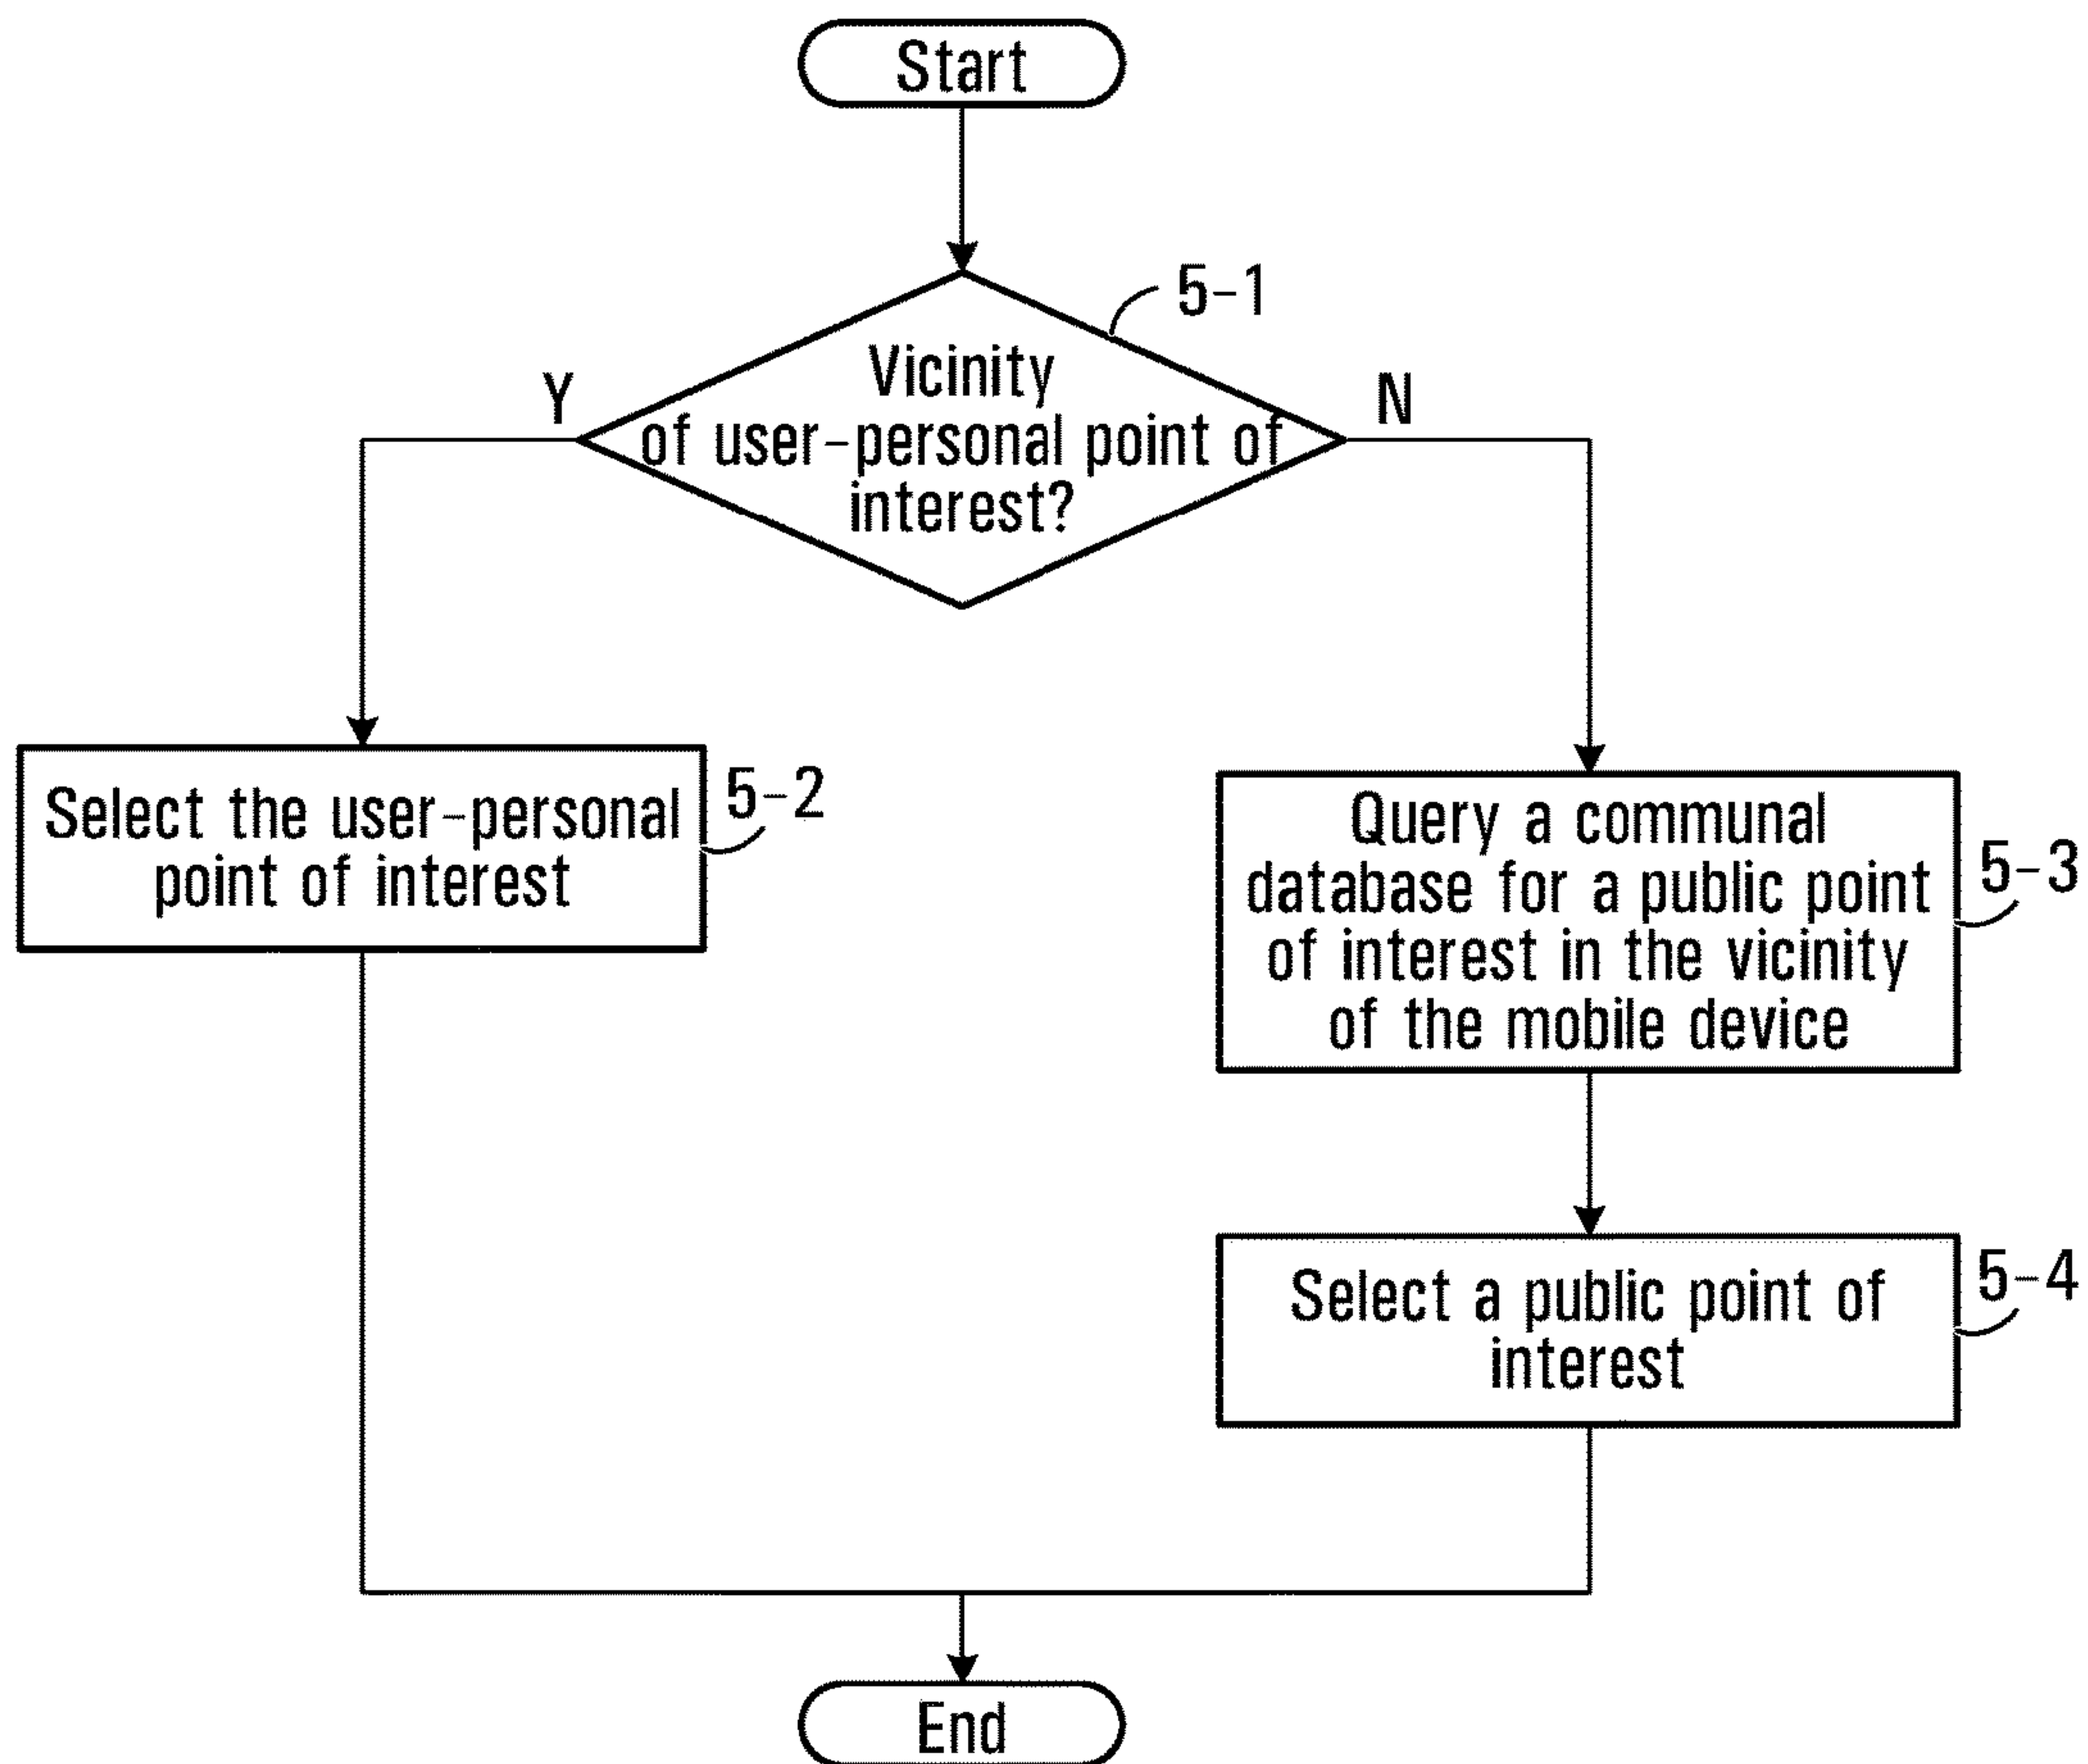 Start
5-1
Vicinity
of user-personal point of
interest?
Y
N
Select the user-personal
point of interest
5-2
Query a communal
database for a public point
of interest in the vicinity
of the mobile device
5-3
Select a public point of
interest
5-4
End